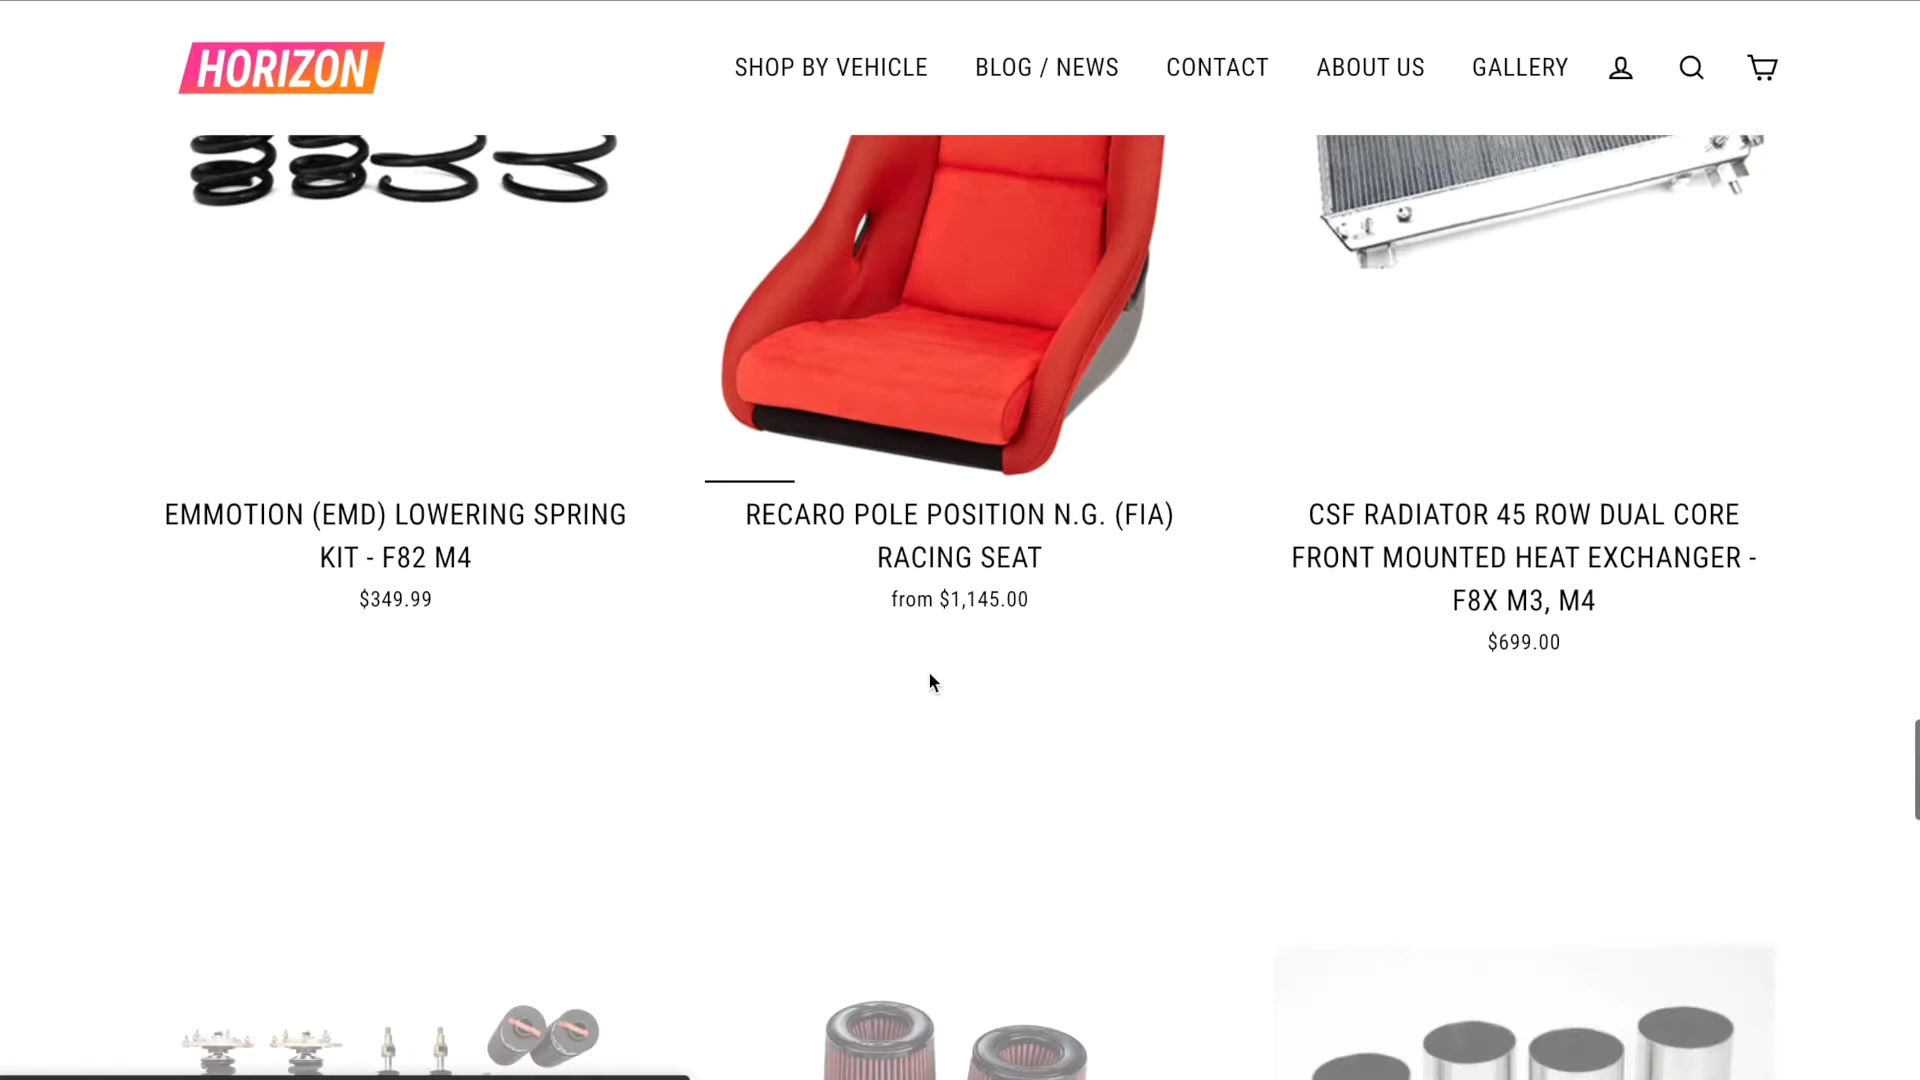 HORIZON
SHOP BY VEHICLE
BLOG / NEWS
CONTACT
ABOUT US
GALLERY
EMMOTION (EMD) LOWERING SPRING
KIT - F82 M4
$349.99
RECARO POLE POSITION N.G. (FIA)
RACING SEAT
from $1,145.00
CSF RADIATOR 45 ROW DUAL CORE
FRONT MOUNTED HEAT EXCHANGER -
F8X M3, M4
$699.00